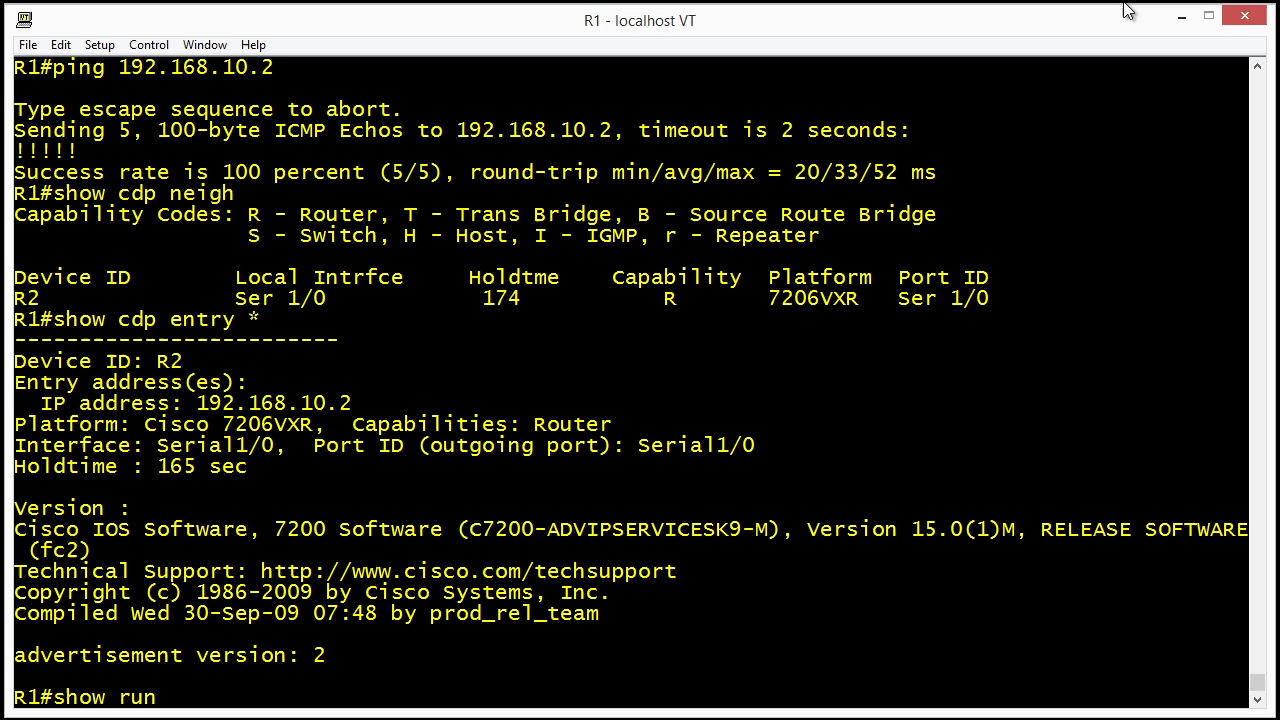 R1 - localhost VT
File Edit Setup Control Window Help
R1#ping 192.168.10.2
Type escape sequence to abort.
Sending 5, 100-byte ICMP Echos to 192.168.10.2, timeout is 2 seconds:
!!!!!
Success rate is 100 percent (5/5), round-trip min/avg/max = 20/33/52 ms
R1#show cdp neigh
Capability Codes: R - Router, T - Trans Bridge, B - Source Route Bridge
S - Switch, H - Host, I - IGMP, r - Repeater
Device ID Local Intrfce Holdtme Capability Platform Port ID
R2 Ser 1/0 174 R 7206VXR Ser 1/0
R1#show cdp entry *
-------------------------
Device ID: R2
Entry address(es):
IP address: 192.168.10.2
Platform: Cisco 7206VXR, Capabilities: Router
Interface: Serial1/0, Port ID (outgoing port): Serial1/0
Holdtime : 165 sec
Version :
Cisco IOS Software, 7200 Software (C7200-ADVIPSERVICESK9-M), Version 15.0(1)M, RELEASE SOFTWARE
(fc2)
Technical Support: http://www.cisco.com/techsupport
Copyright (c) 1986-2009 by Cisco Systems, Inc.
Compiled Wed 30-Sep-09 07:48 by prod_rel_team
advertisement version: 2
R1#show run